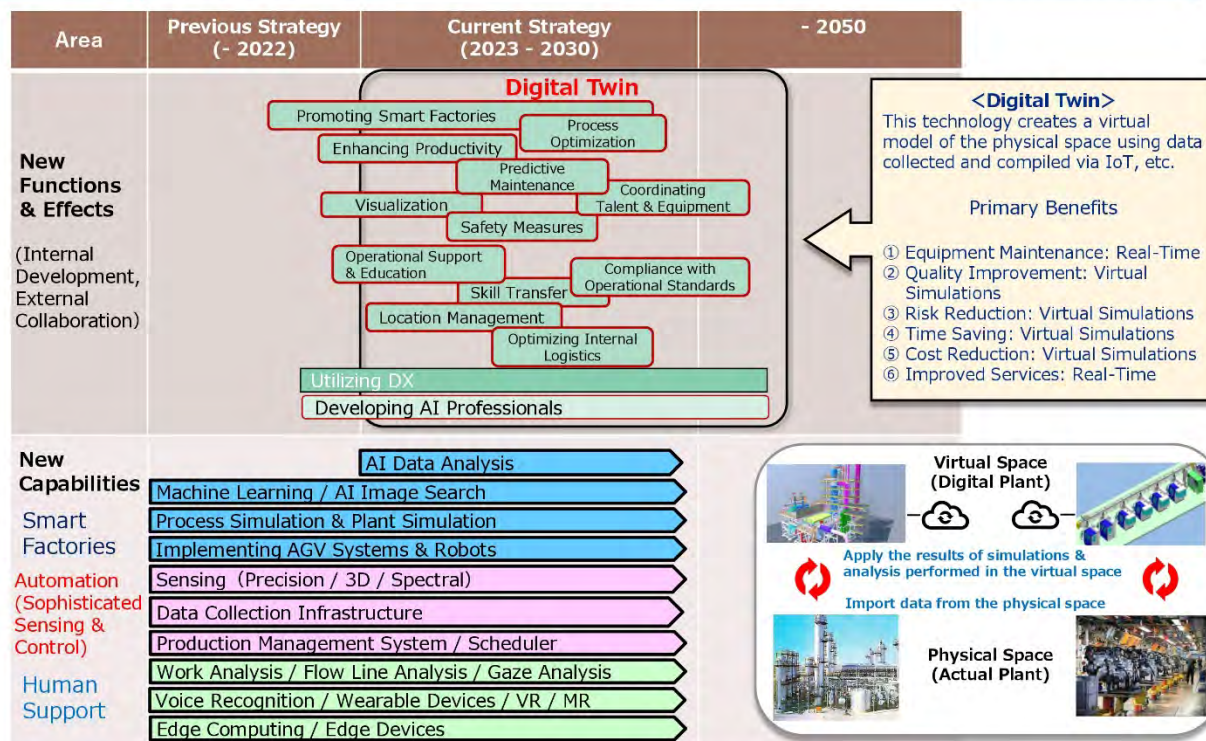 Area
Previous Strategy
(- 2022)
Current Strategy
(2023 - 2030)
- 2050
New
Functions
& Effects
(Internal
Development,
External
Collaboration)
Digital Twin
Promoting Smart Factories
Process
Optimization
Enhancing Productivity
Predictive
Maintenance
Coordinating
Talent & Equipment
Visualization
Safety Measures
Operational Support
& Education
Compliance with
Operational Standards
Skill Transfer
Location Management
Optimizing Internal
Logistics
Utilizing DX
Developing AI Professionals
<Digital Twin>
This technology creates a virtual
model of the physical space using data
collected and compiled via IoT, etc.
Primary Benefits
① Equipment Maintenance: Real-Time
② Quality Improvement: Virtual
Simulations
③ Risk Reduction: Virtual Simulations
④ Time Saving: Virtual Simulations
⑤ Cost Reduction: Virtual Simulations
⑥ Improved Services: Real-Time
New
Capabilities
Smart
Factories
Automation
(Sophisticated
Sensing &
Control)
Human
Support
AI Data Analysis
Machine Learning / AI Image Search
Process Simulation & Plant Simulation
Implementing AGV Systems & Robots
Sensing (Precision / 3D / Spectral)
Data Collection Infrastructure
Production Management System / Scheduler
Work Analysis / Flow Line Analysis / Gaze Analysis
Voice Recognition / Wearable Devices / VR / MR
Edge Computing / Edge Devices
Virtual Space
(Digital Plant)
Apply the results of simulations &
analysis performed in the virtual space
Import data from the physical space
Physical Space
(Actual Plant)